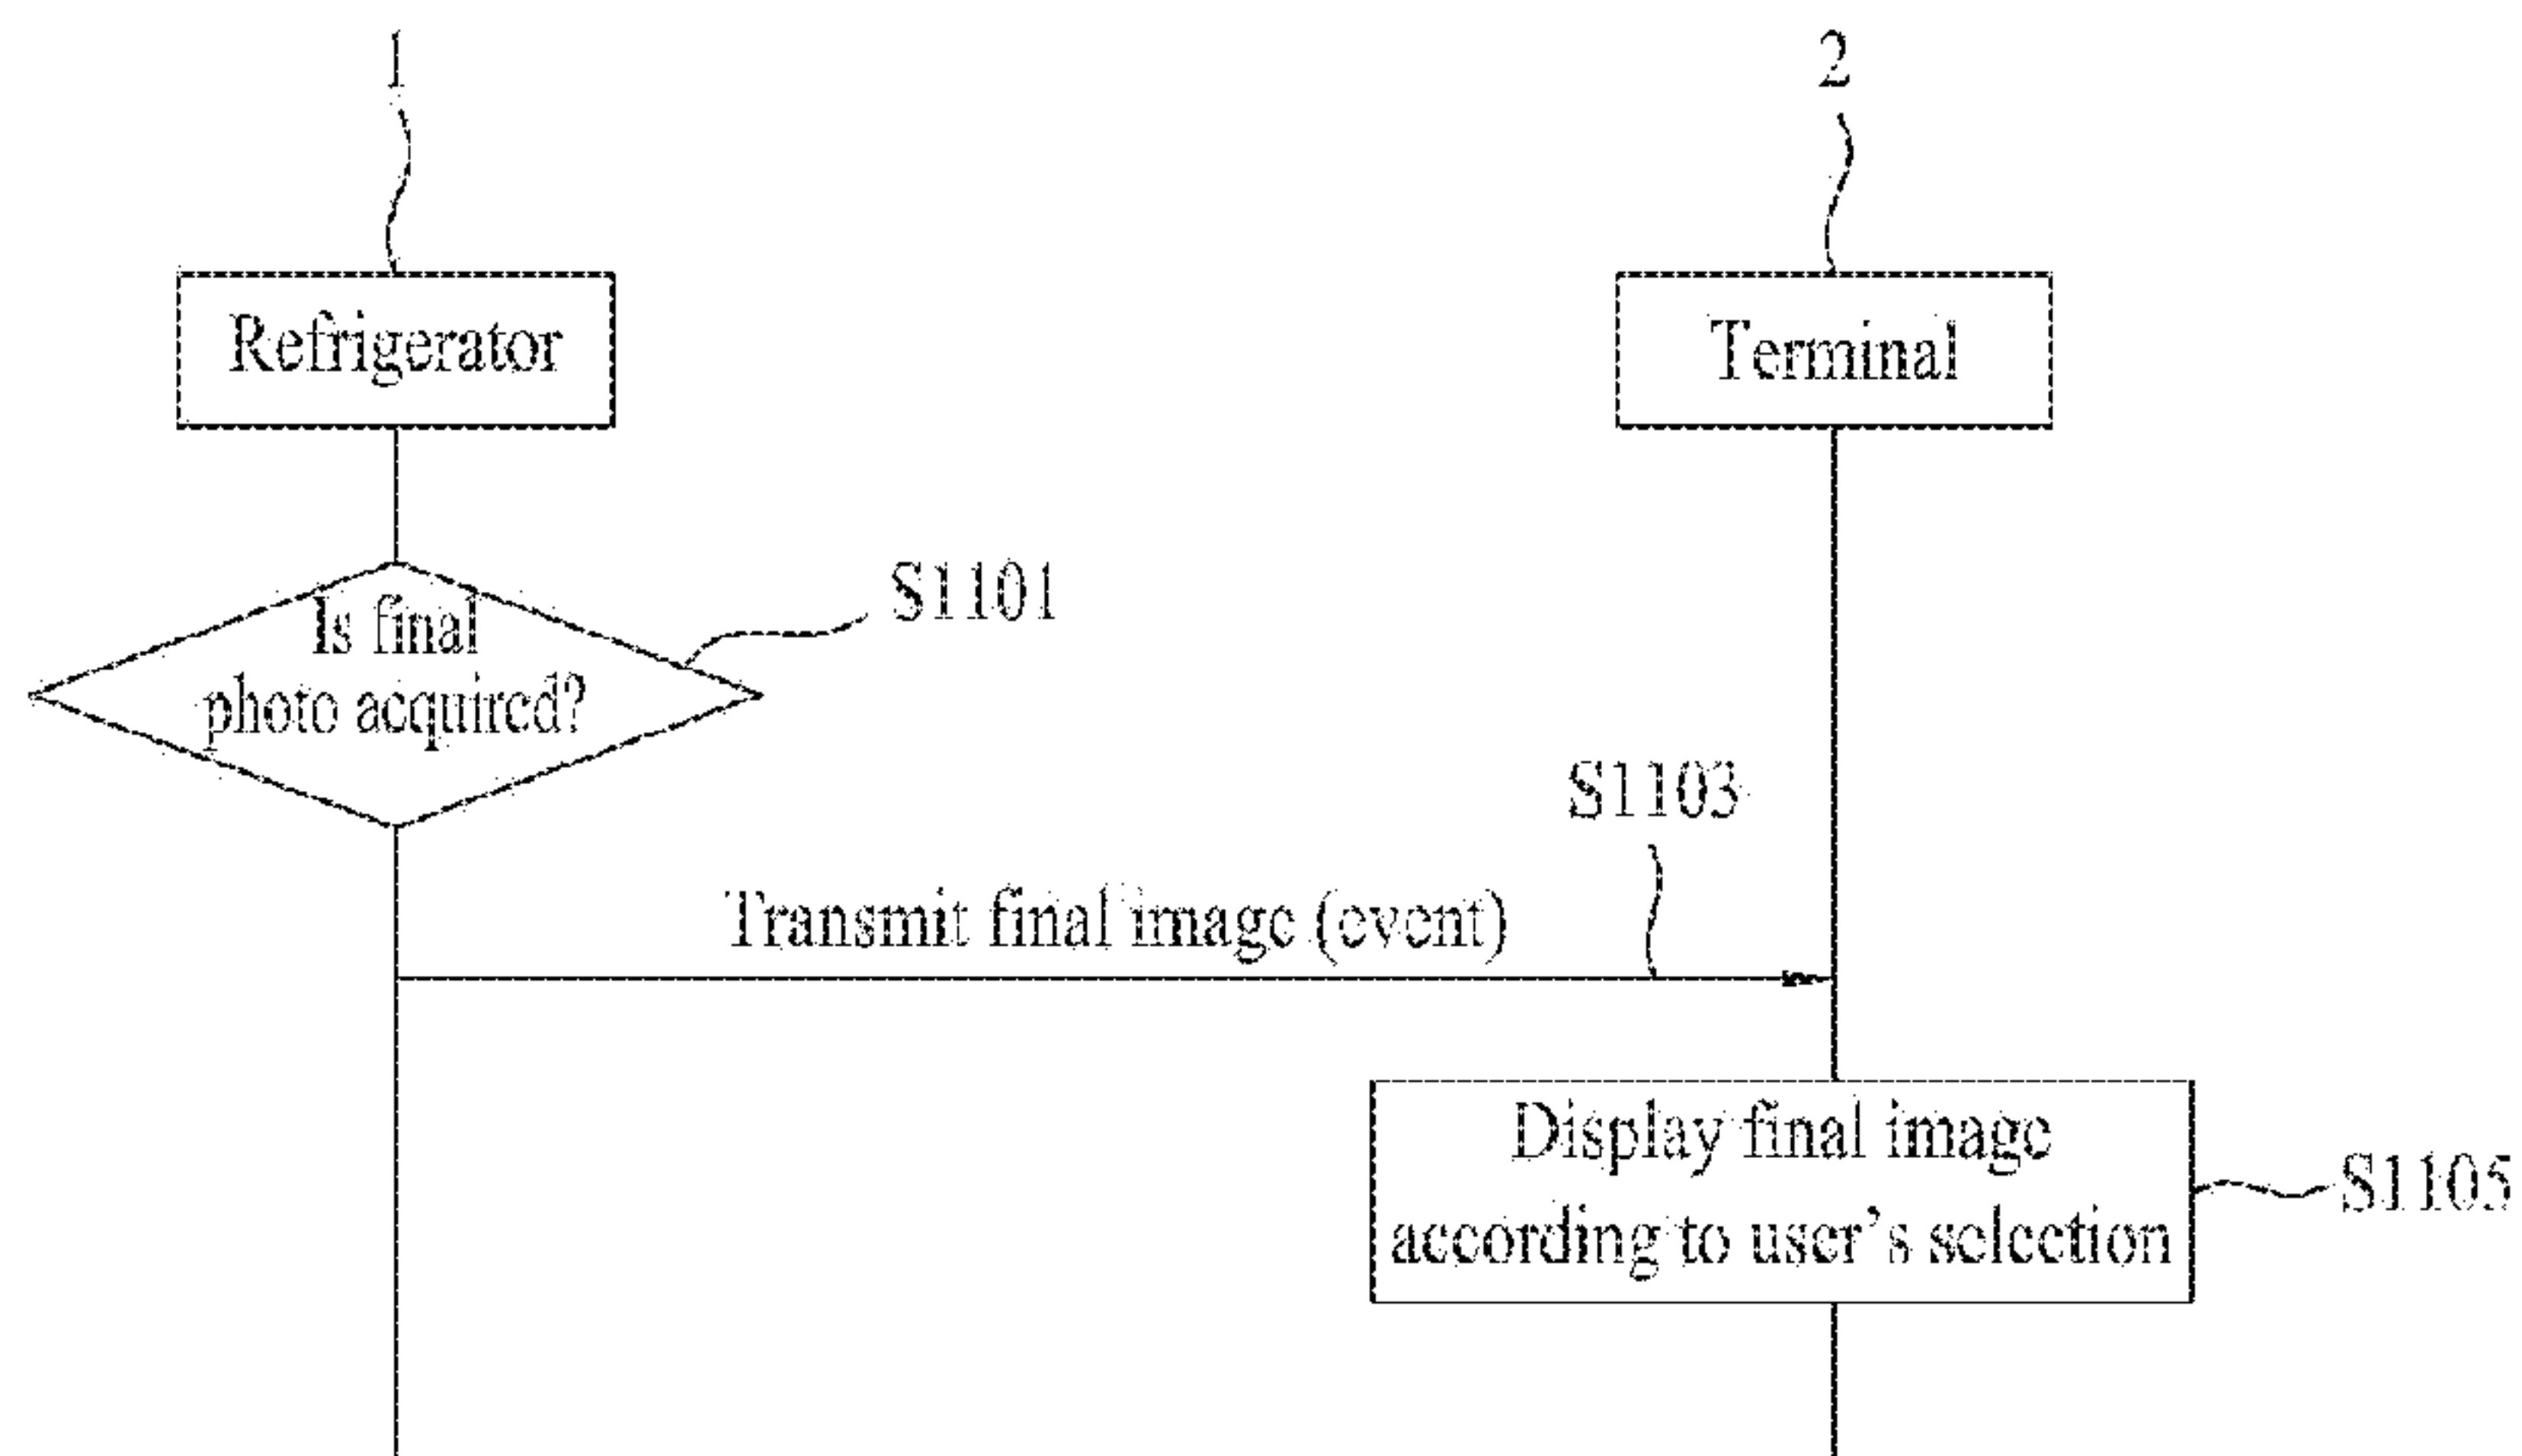 1
2
Refrigerator
Terminal
S1101
Is final
photo acquired?
S1103
Transmit final image (event)
Display final image
according to user's selection
S1105